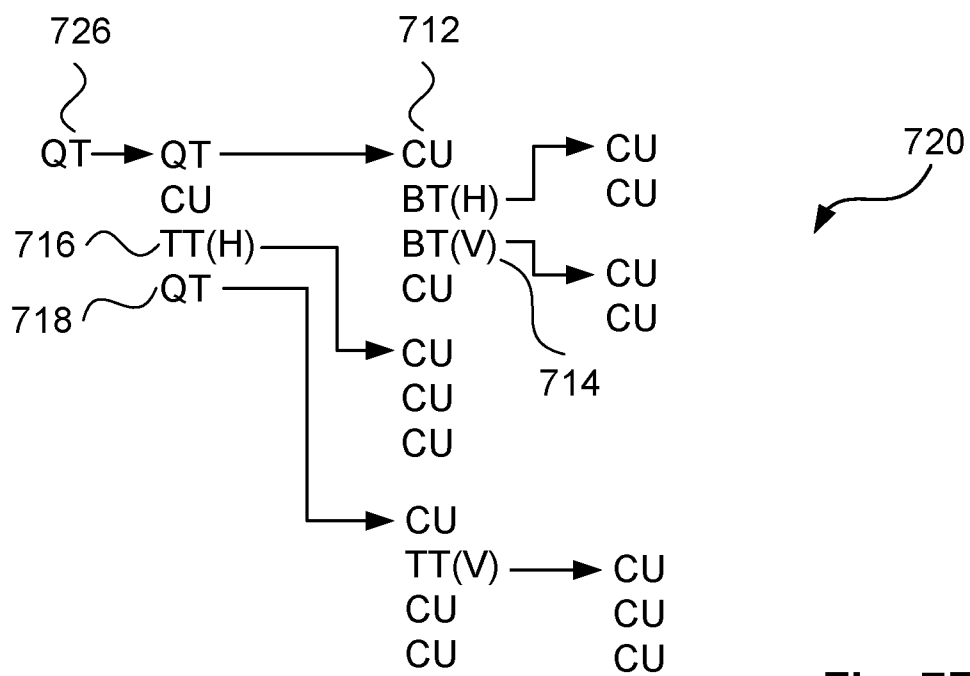 726 712
QT QT CU CU 720
CU BT(H) CU
716 TT(H) BT(V) CU
718 QT CU CU
CU 714
CU
CU
CU
TT(V) CU
CU CU
CU CU